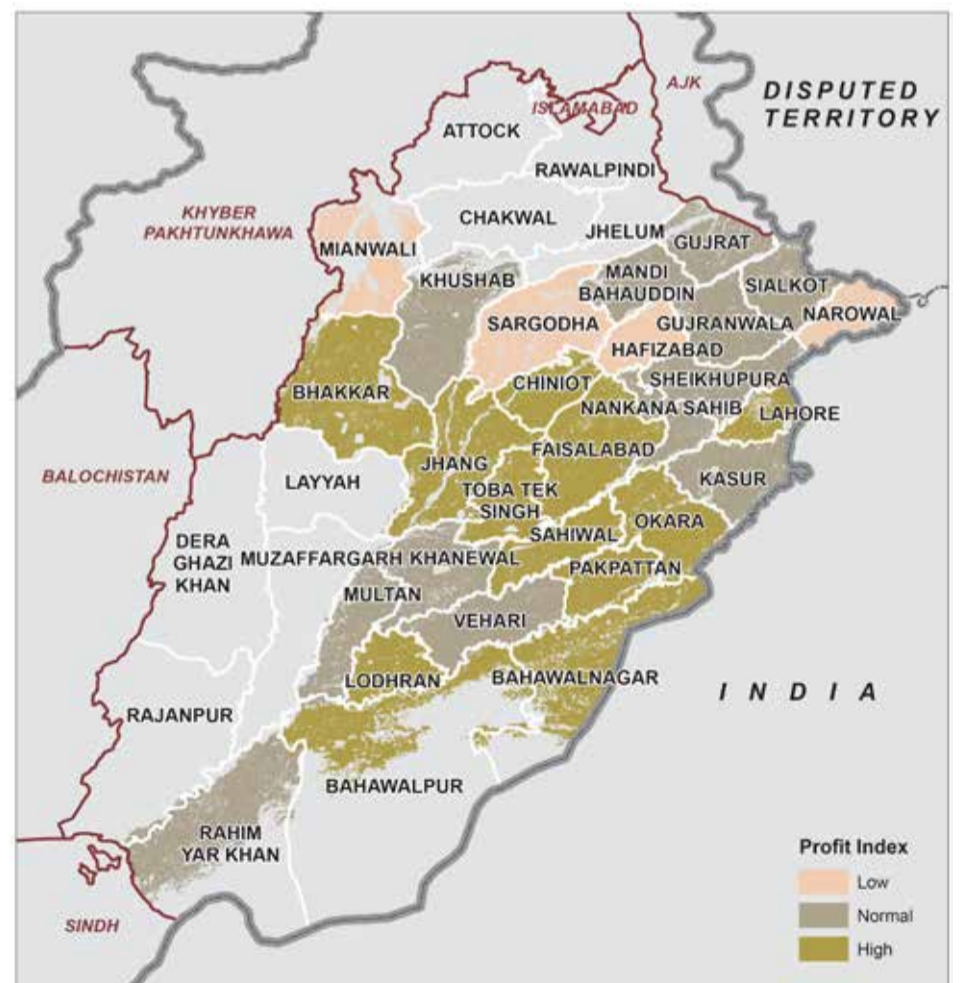 AJK
DISPUTED
TERRITORY
ISLAMABAD
ATTOCK
RAWALPINDI
KHYBER
PAKHTUNKHAWA
CHAKWAL
JHELUM
GUJRAT
MIANWALI
KHUSHAB
MANDI
BAHAUDDIN
SIALKOT
NAROWAL
SARGODHA
GUJRANWALA
HAFIZABAD
SHEIKHUPURA
BHAKKAR
CHINIOT
NANKANA SAHIB
LAHORE
FAISALABAD
BALOCHISTAN
LAYYAH
JHANG
KASUR
TOBA TEK
SINGH
OKARA
SAHIWAL
DERA
GHAZI
KHAN
MUZAFFARGARH
KHANEWAL
PAKPATTAN
MULTAN
VEHARI
LODHRAN
BAHAWALNAGAR
INDIA
RAJANPUR
BAHAWALPUR
RAHIM
YAR KHAN
SINDH
Profit Index
Low
Normal
High